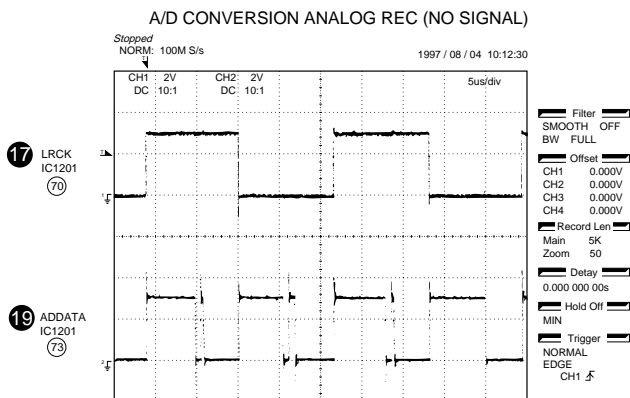 A/D CONVERSION ANALOG REC (NO SIGNAL)
Stopped
NORM: 100M S/s
1997 / 08 / 04 10:12:30
CH1 2V CH2 2V
DC 10:1 DC 10:1
5us/div
17 LRCK
IC1201
70
19 ADDATA
IC1201
73
Filter
SMOOTH OFF
BW FULL
Offset
CH1 0.000V
CH2 0.000V
CH3 0.000V
CH4 0.000V
Record Len
Main 5K
Zoom 50
Delay
0.000 000 00s
Hold Off
MIN
Trigger
NORMAL
EDGE
CH1